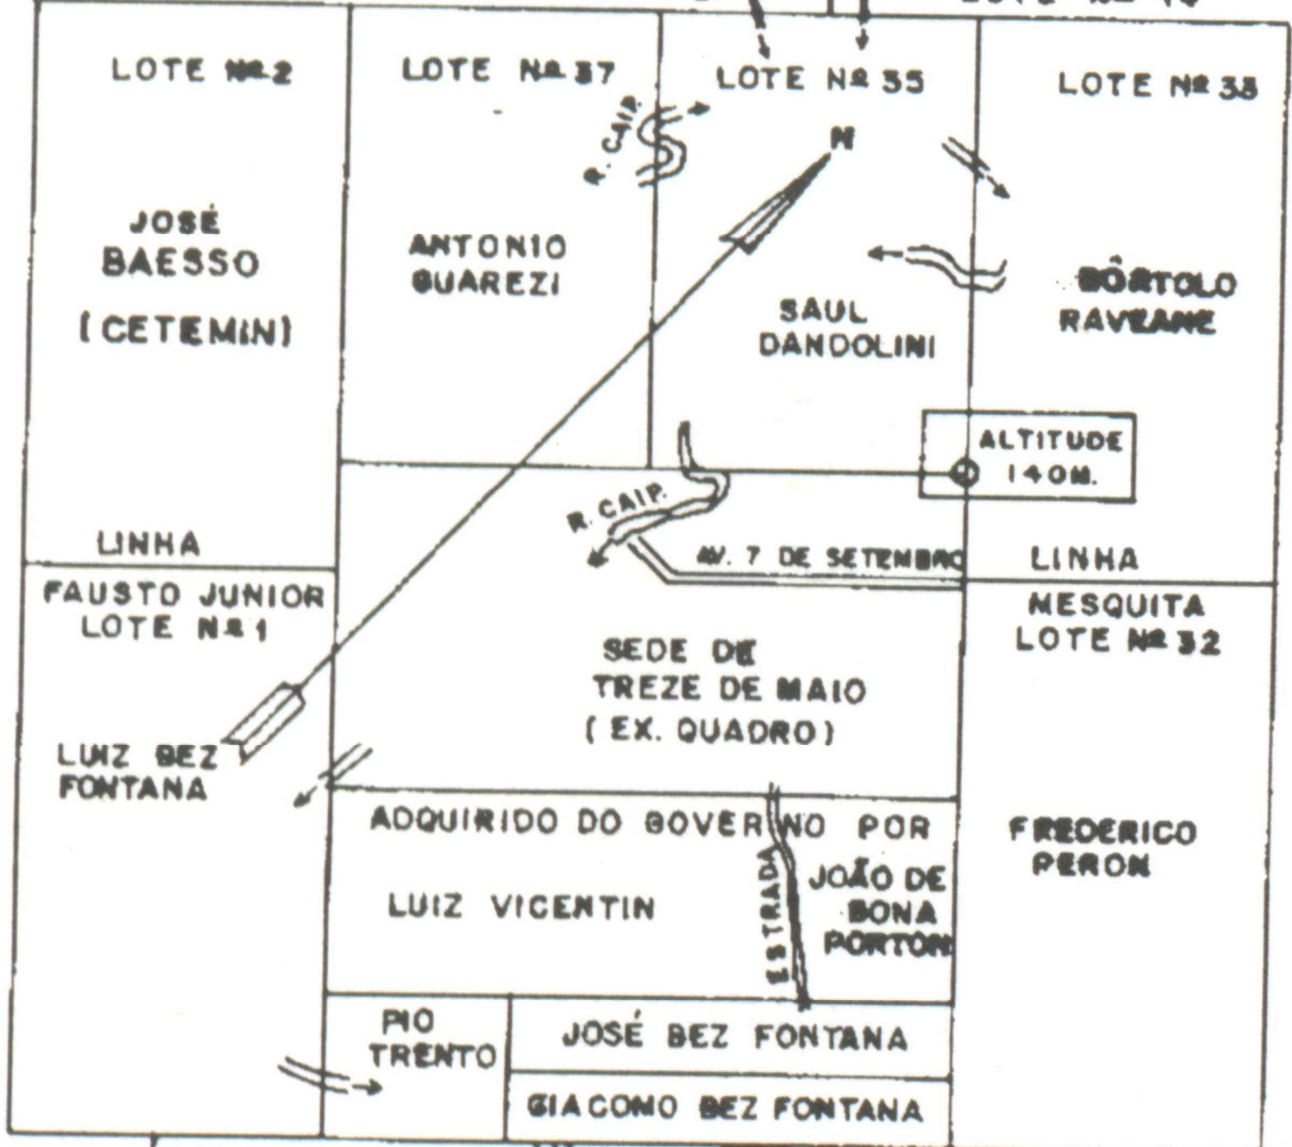 LOTE Nº 2
LOTE Nº 37
LOTE Nº 35
LOTE Nº 33
R. CAIP.
N
JOSÉ
BAESSO
(CETEMIN)
ANTONIO
GUAREZI
SAUL
DANDOLINI
BÔRTOLO
RAVEANE
ALTITUDE
140M.
R. CAIP.
LINHA
AV. 7 DE SETEMBRO
LINHA
FAUSTO JUNIOR
LOTE Nº 1
MESQUITA
LOTE Nº 32
SEDE DE
TREZE DE MAIO
( EX. QUADRO)
LUIZ BEZ
FONTANA
ADQUIRIDO DO GOVERNO POR
FREDERICO
PERON
LUIZ VICENTIN
ESTRADA
JOÃO DE
BONA
PORTON
PIO
TRENTO
JOSÉ BEZ FONTANA
GIACOMO BEZ FONTANA